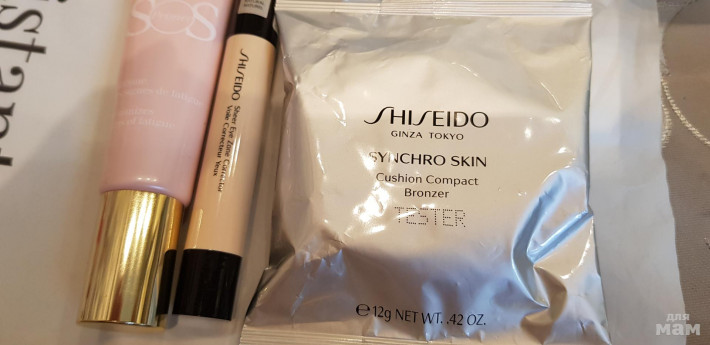 SOS
SHISEIDO
Sheer Eye Zone Corrector
Voile Correcteur Yeux
SHISEIDO
GINZA TOKYO
SYNCHRO SKIN
Cushion Compact
Bronzer
TESTER
e 12g NET WT. .42 OZ.
для
мам